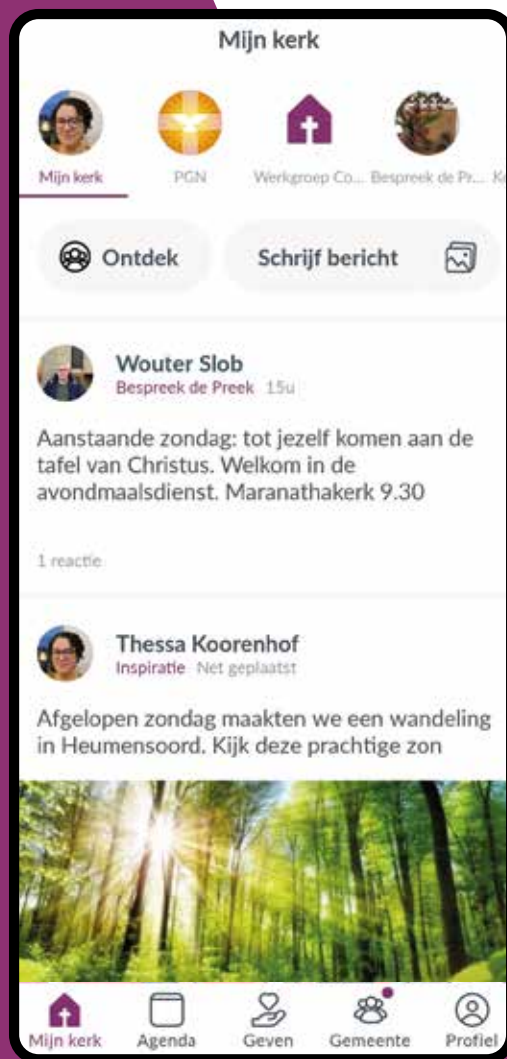 Mijn kerk
Mijn kerk PGN Werkgroep Co... Bespreek de Pr... K
Ontdek Schrijf bericht
Wouter Slob
Bespreek de Preek 15u
Aanstaande zondag: tot jezelf komen aan de
tafel van Christus. Welkom in de
avondmaalsdienst. Maranathakerk 9.30
1 reactie
Thessa Koorenhof
Inspiratie Net geplaatst
Afgelopen zondag maakten we een wandeling
in Heumensoord. Kijk deze prachtige zon
Mijn kerk Agenda Geven Gemeente Profiel